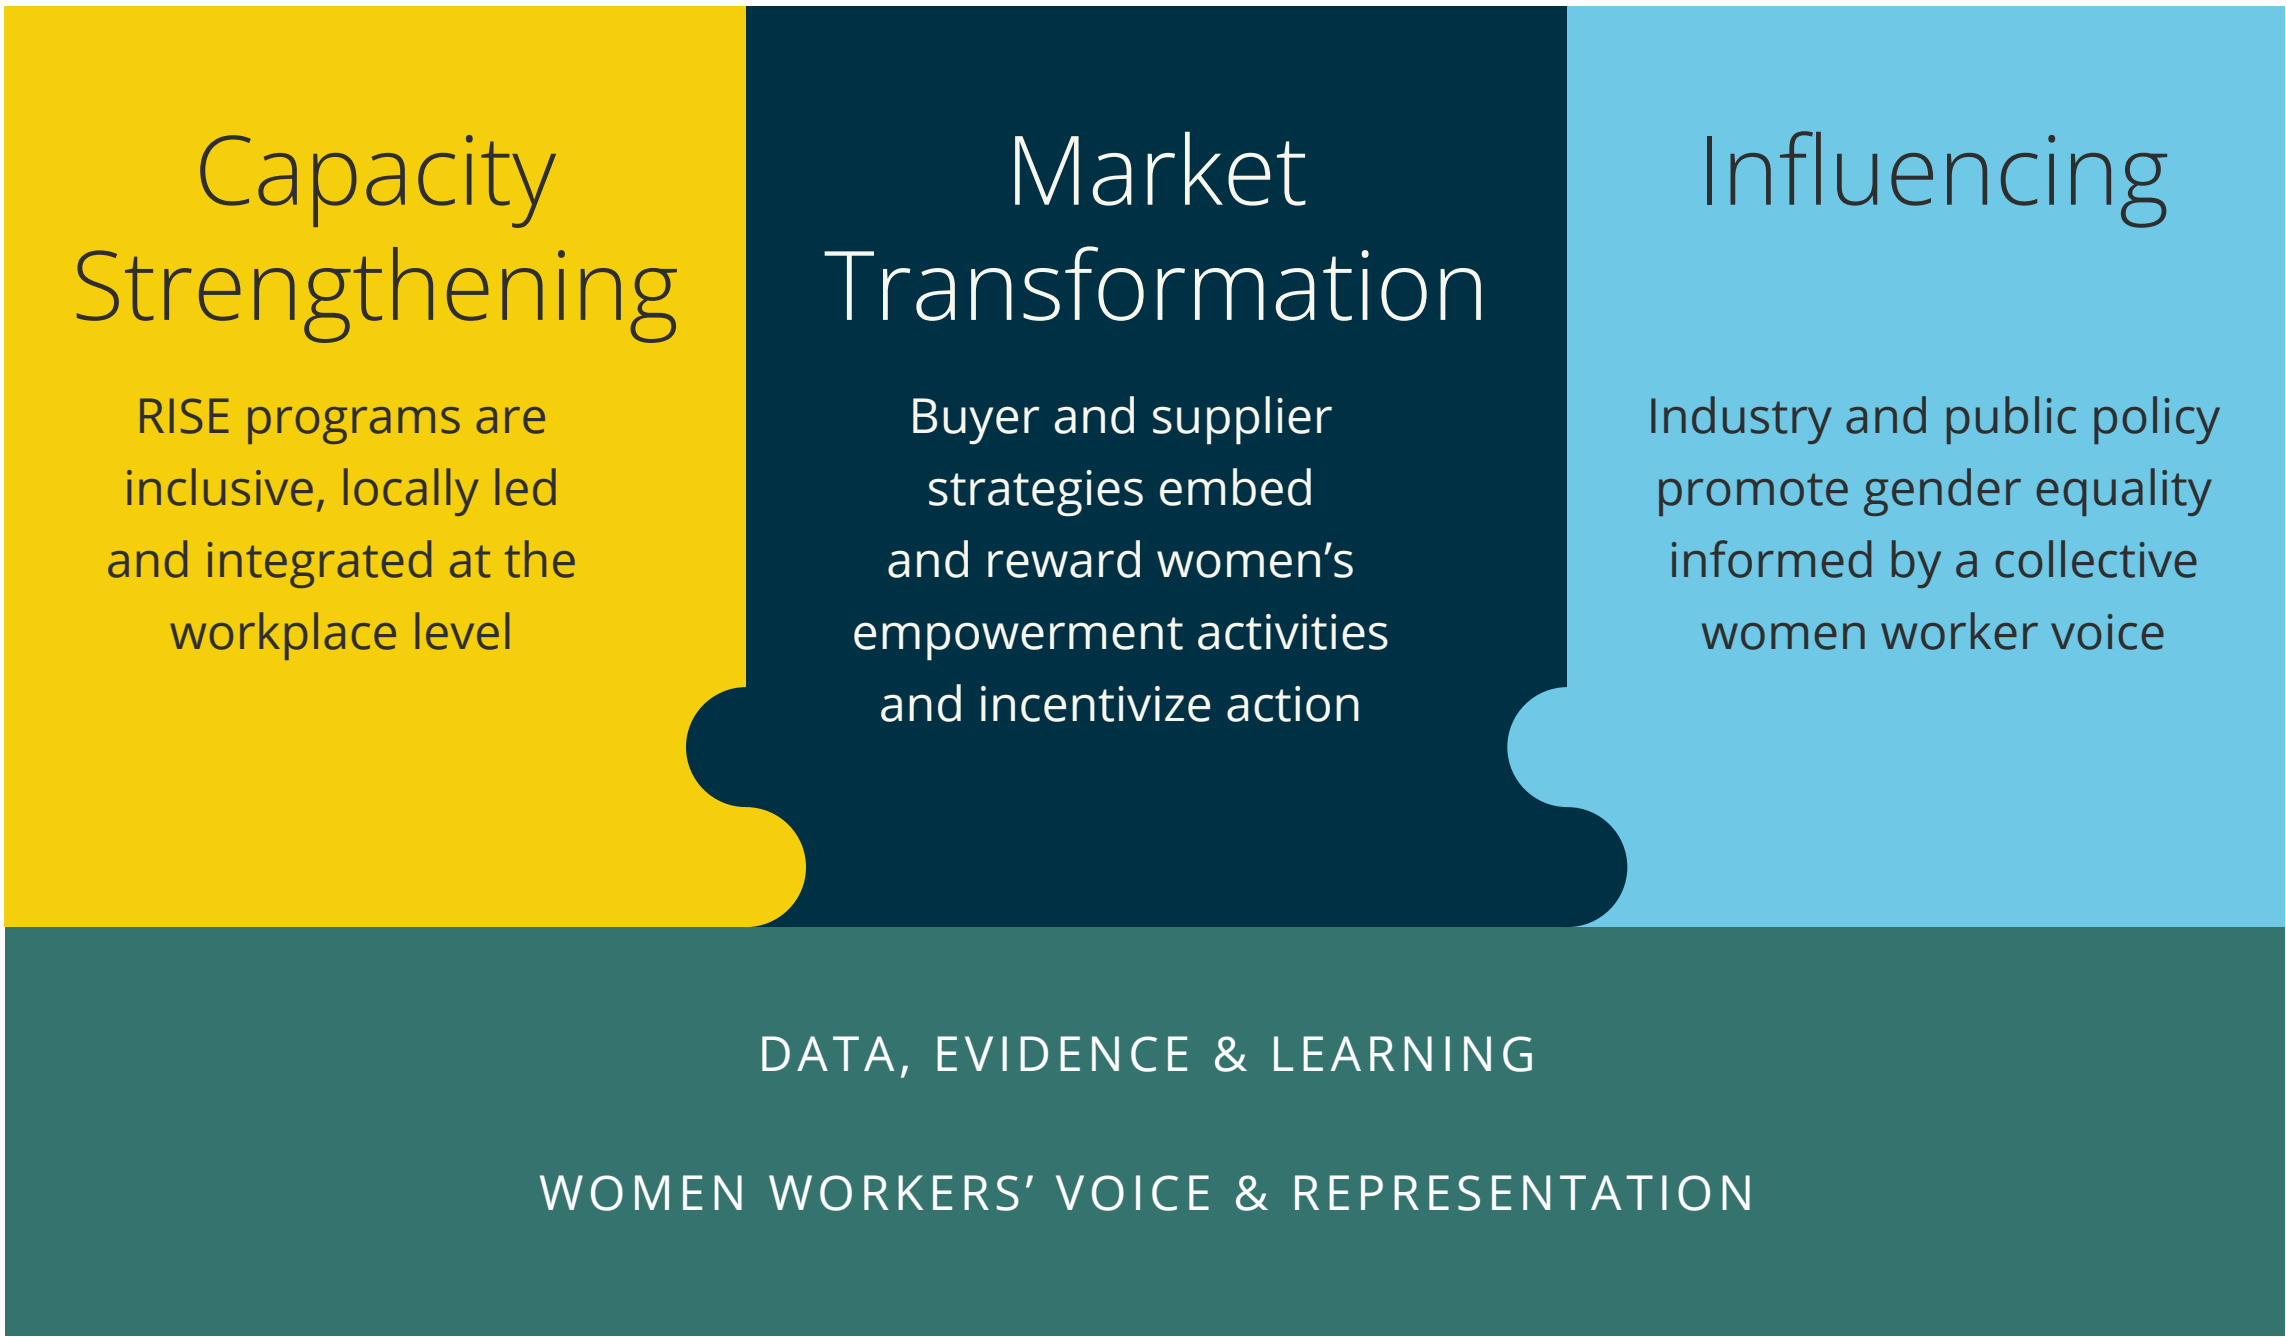 Capacity
Strengthening
RISE programs are
inclusive, locally led
and integrated at the
workplace level
Market
Transformation
Buyer and supplier
strategies embed
and reward women’s
empowerment activities
and incentivize action
Influencing
Industry and public policy
promote gender equality
informed by a collective
women worker voice
DATA, EVIDENCE & LEARNING
WOMEN WORKERS’ VOICE & REPRESENTATION